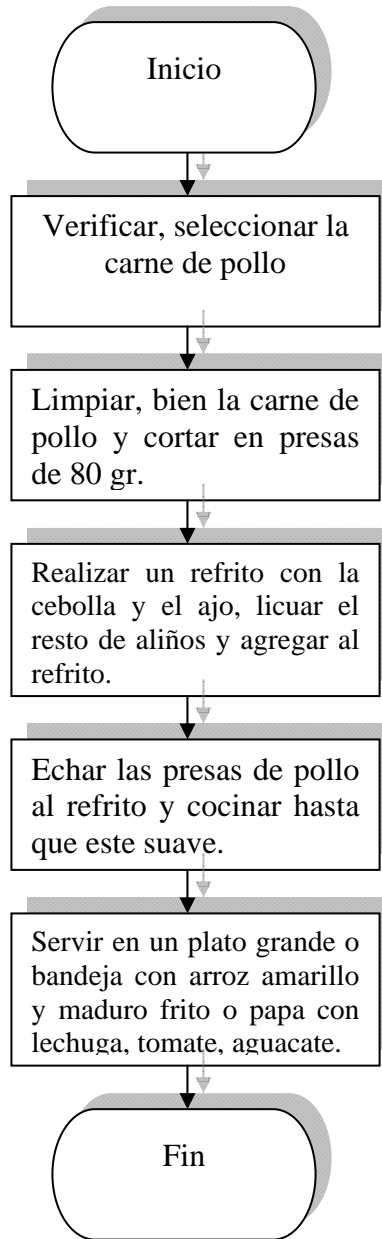 Inicio
Verificar, seleccionar la
carne de pollo
Limpiar, bien la carne de
pollo y cortar en presas
de 80 gr.
Realizar un refrito con la
cebolla y el ajo, licuar el
resto de aliños y agregar al
refrito.
Echar las presas de pollo
al refrito y cocinar hasta
que este suave.
Servir en un plato grande o
bandeja con arroz amarillo
y maduro frito o papa con
lechuga, tomate, aguacate.
Fin